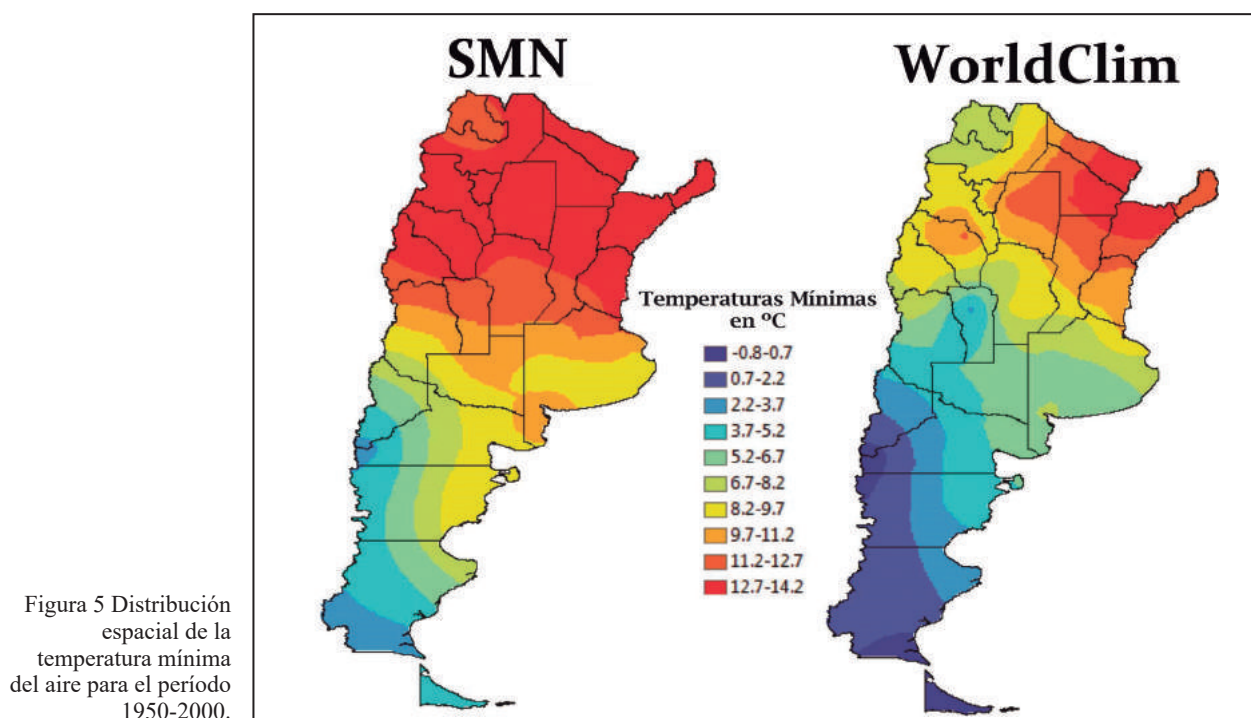 SMN
WorldClim
Temperaturas Mínimas
en ºC
-0.8-0.7
0.7-2.2
2.2-3.7
3.7-5.2
5.2-6.7
6.7-8.2
8.2-9.7
9.7-11.2
11.2-12.7
12.7-14.2
Figura 5 Distribución
espacial de la
temperatura mínima
del aire para el período
1950-2000.